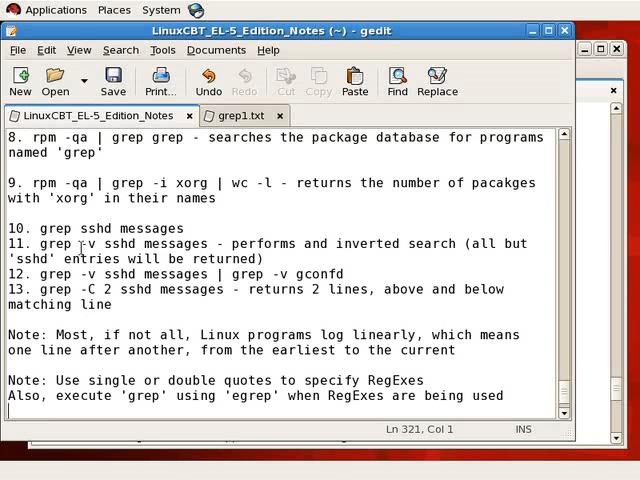 Applications Places System
LinuxCBT_EL-5_Edition_Notes (~) - gedit
File Edit View Search Tools Documents Help
New Open Save Print... Undo Redo Cut Copy Paste Find Replace
LinuxCBT_EL-5_Edition_Notes grep1.txt
8. rpm -qa | grep grep - searches the package database for programs
named 'grep'
9. rpm -qa | grep -i xorg | wc -l - returns the number of pacakges
with 'xorg' in their names
10. grep sshd messages
11. grep -v sshd messages - performs and inverted search (all but
'sshd' entries will be returned)
12. grep -v sshd messages | grep -v gconfd
13. grep -C 2 sshd messages - returns 2 lines, above and below
matching line
Note: Most, if not all, Linux programs log linearly, which means
one line after another, from the earliest to the current
Note: Use single or double quotes to specify RegExes
Also, execute 'grep' using 'egrep' when RegExes are being used
Ln 321, Col 1 INS